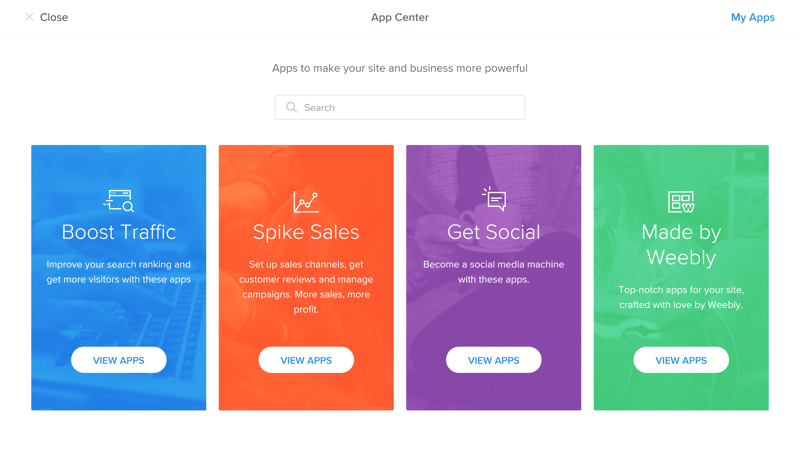 Close
App Center
My Apps
Apps to make your site and business more powerful
Search
Boost Traffic
Improve your search ranking and
get more visitors with these apps
VIEW APPS
Spike Sales
Set up sales channels, get
customer reviews and manage
campaigns. More sales, more
profit.
VIEW APPS
Get Social
Become a social media machine
with these apps.
VIEW APPS
Made by
Weebly
Top-notch apps for your site,
crafted with love by Weebly.
VIEW APPS